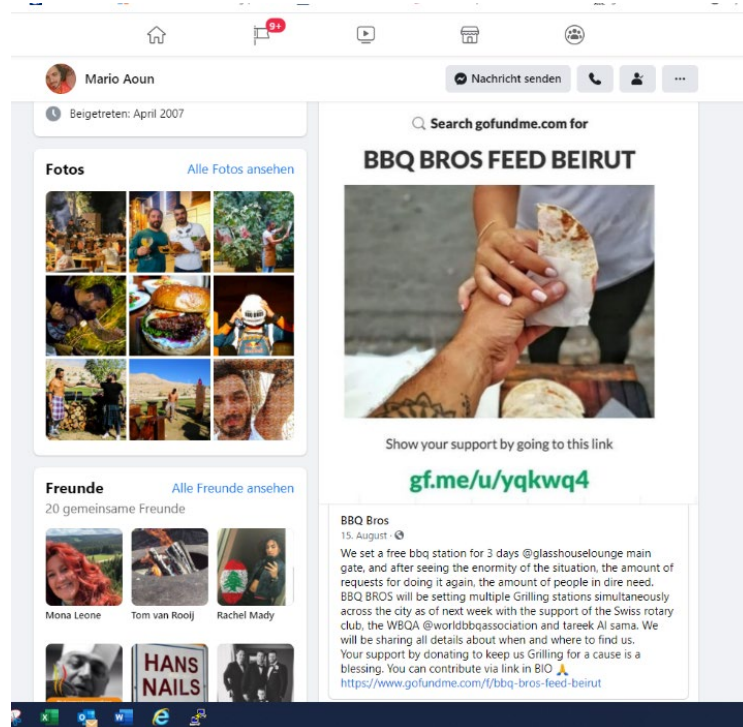 9+
Mario Aoun
Nachricht senden
Beigetreten: April 2007
Fotos
Alle Fotos ansehen
Freunde
Alle Freunde ansehen
20 gemeinsame Freunde
Mona Leone
Tom van Rooij
Rachel Mady
HANS
NAILS
Search gofundme.com for
BBQ BROS FEED BEIRUT
Show your support by going to this link
gf.me/u/yqkwq4
BBQ Bros
15. August ·
We set a free bbq station for 3 days @glasshouselounge main
gate, and after seeing the enormity of the situation, the amount of
requests for doing it again, the amount of people in dire need.
BBQ BROS will be setting multiple Grilling stations simultaneously
across the city as of next week with the support of the Swiss rotary
club, the WBQA @worldbbqassociation and tareek Al sama. We
will be sharing all details about when and where to find us.
Your support by donating to keep us Grilling for a cause is a
blessing. You can contribute via link in BIO 🙏
https://www.gofundme.com/f/bbq-bros-feed-beirut